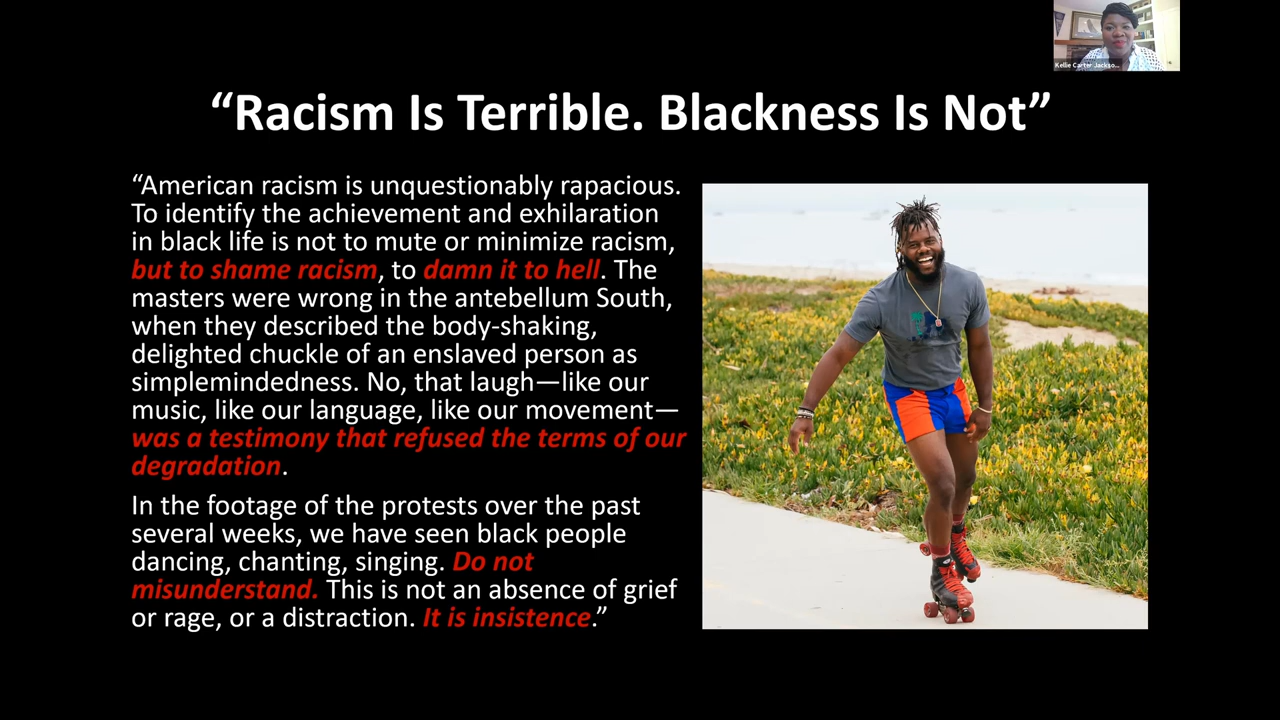 Kellie Carter Jackso...
“Racism Is Terrible. Blackness Is Not”
“American racism is unquestionably rapacious.
To identify the achievement and exhilaration
in black life is not to mute or minimize racism,
but to shame racism, to damn it to hell. The
masters were wrong in the antebellum South,
when they described the body-shaking,
delighted chuckle of an enslaved person as
simplemindedness. No, that laugh—like our
music, like our language, like our movement—
was a testimony that refused the terms of our
degradation.
In the footage of the protests over the past
several weeks, we have seen black people
dancing, chanting, singing. Do not
misunderstand. This is not an absence of grief
or rage, or a distraction. It is insistence.”